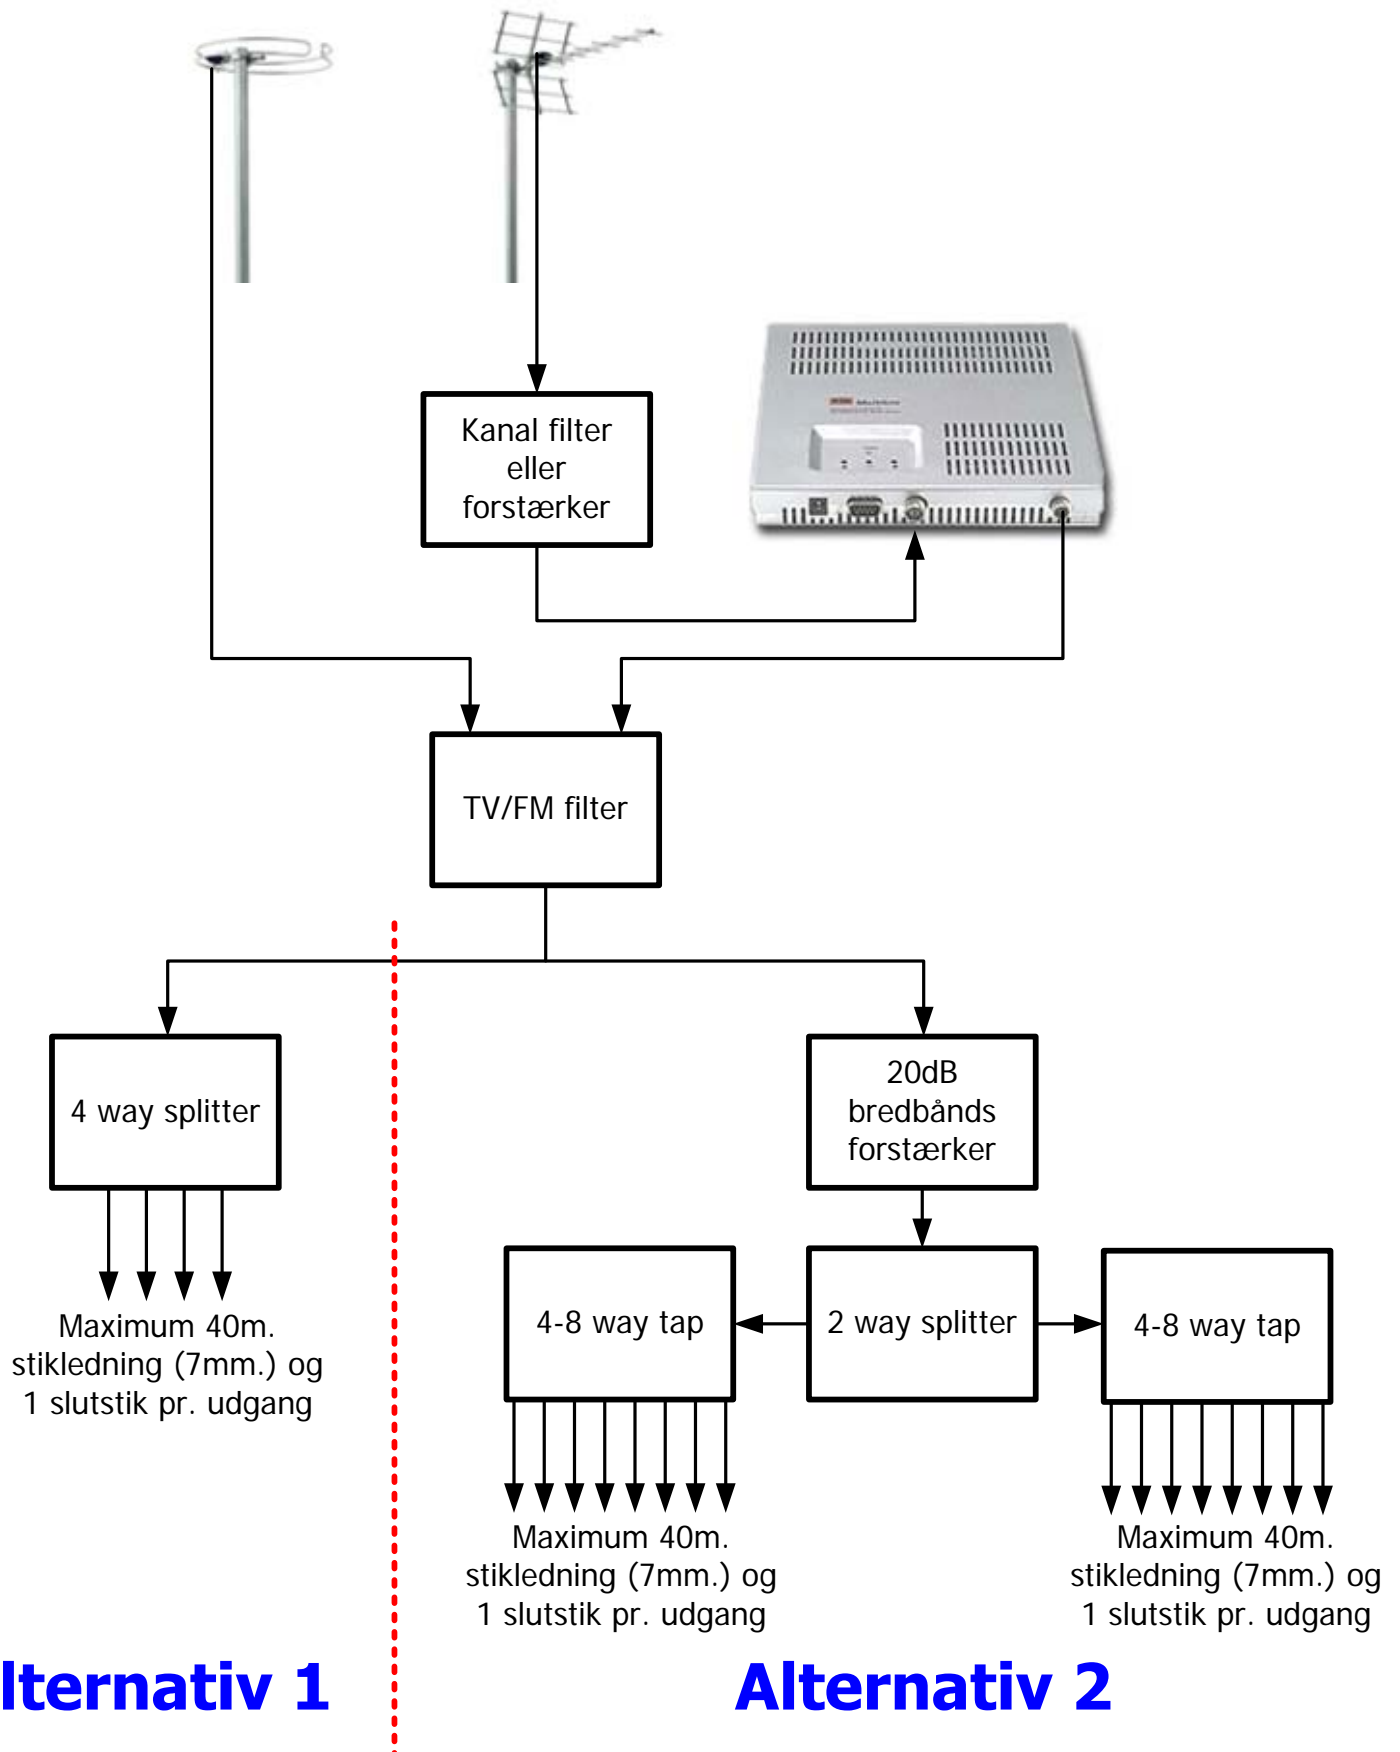 Kanal filter
eller
forstærker
TV/FM filter
4 way splitter
20dB
bredbånds
forstærker
4-8 way tap
2 way splitter
4-8 way tap
Maximum 40m.
stikledning (7mm.) og
1 slutstik pr. udgang
Maximum 40m.
stikledning (7mm.) og
1 slutstik pr. udgang
Maximum 40m.
stikledning (7mm.) og
1 slutstik pr. udgang
lternativ 1
Alternativ 2